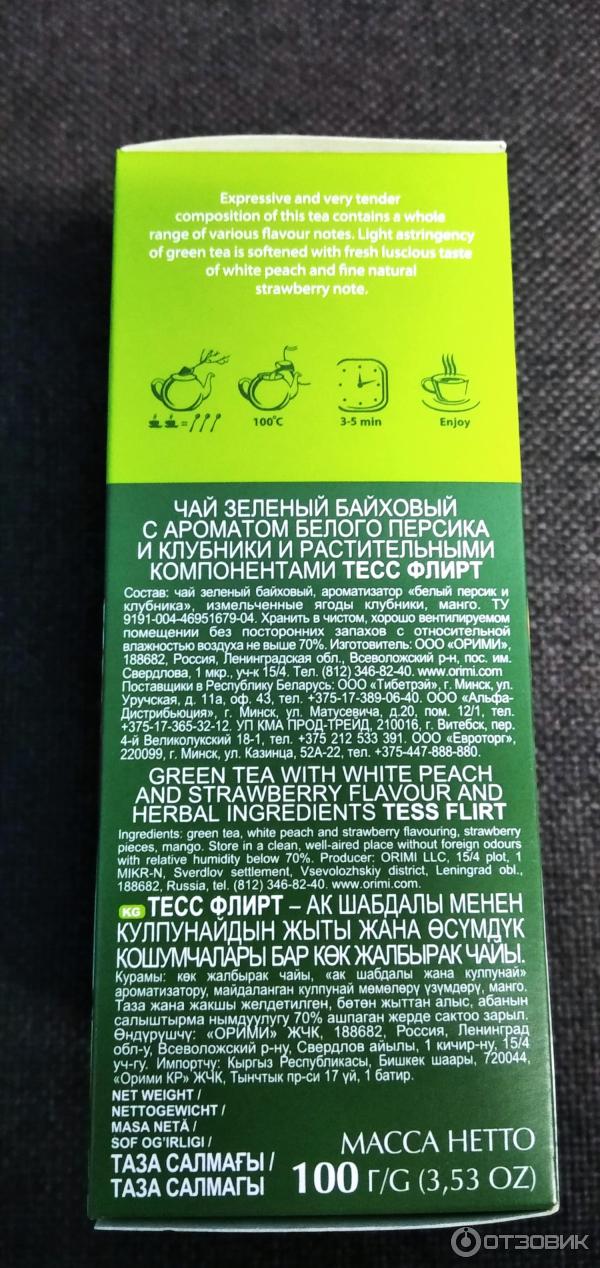 Expressive and very tender
composition of this tea contains a whole
range of various flavour notes. Light astringency
of green tea is softened with fresh luscious taste
of white peach and fine natural
strawberry note.
100°C
3-5 min
Enjoy
ЧАЙ ЗЕЛЕНЫЙ БАЙХОВЫЙ
С АРОМАТОМ БЕЛОГО ПЕРСИКА
И КЛУБНИКИ И РАСТИТЕЛЬНЫМИ
КОМПОНЕНТАМИ ТЕСС ФЛИРТ
Состав: чай зеленый байховый, ароматизатор «белый персик и
клубника», измельченные ягоды клубники, манго. ТУ
9191-004-46951679-04. Хранить в чистом, хорошо вентилируемом
помещении без посторонних запахов с относительной
влажностью воздуха не выше 70%. Изготовитель: ООО «ОРИМИ»,
188682, Россия, Ленинградская обл., Всеволожский р-н, пос. им.
Свердлова, 1 мкр., уч-к 15/4. Тел. (812) 346-82-40. www.orimi.com
Поставщики в Республику Беларусь: ООО «Тибетрэй», г. Минск, ул.
Уручская, д. 11а, оф. 43, тел. +375-17-389-06-40. ООО «Альфа-
Дистрибьюция», г. Минск, ул. Матусевича, д.20, пом. 12/1, тел.
+375-17-365-32-12. УП КМА ПРОД-ТРЕЙД, 210016, г. Витебск, пер.
4-й Великолукский 18-1, тел. +375 212 533 391. ООО «Евроторг»,
220099, г. Минск, ул. Казинца, 52А-22, тел. +375-447-888-880.
GREEN TEA WITH WHITE PEACH
AND STRAWBERRY FLAVOUR AND
HERBAL INGREDIENTS TESS FLIRT
Ingredients: green tea, white peach and strawberry flavouring, strawberry
pieces, mango. Store in a clean, well-aired place without foreign odours
with relative humidity below 70%. Producer: ORIMI LLC, 15/4 plot, 1
MIKR-N, Sverdlov settlement, Vsevolozhskiy district, Leningrad obl.,
188682, Russia, tel. (812) 346-82-40. www.orimi.com.
KG ТЕСС ФЛИРТ – АК ШАБДАЛЫ МЕНЕН
КУЛПУНАЙДЫН ЖЫТЫ ЖАНА ӨСҮМДҮК
КОШУМЧАЛАРЫ БАР КӨК ЖАЛБЫРАК ЧАЙЫ.
Курамы: көк жалбырак чайы, «ак шабдалы жана кулпунай»
ароматизатору, майдаланган кулпунай мөмөлөрү үзүмдөрү, манго.
Таза жана жакшы желдетилген, бөтөн жыттан алыс, абанын
салыштырма нымдуулугу 70% ашпаган жерде сактоо зарыл.
Өндүрүшчү: «ОРИМИ» ЖЧК, 188682, Россия, Ленинград
обл-у, Всеволожский р-ну, Свердлов айылы, 1 кичир-ну, 15/4
уч-гу. Импортчу: Кыргыз Республикасы, Бишкек шаары, 720044,
«Орими КР» ЖЧК, Тынчтык пр-си 17 үй, 1 батир.
NET WEIGHT /
NETTOGEWICHT /
MASA NETĂ /
SOF OG'IRLIGI /
ТАЗА САЛМАҒЫ /
ТАЗА САЛМАГЫ
МАССА НЕТТО
100 Г/G (3,53 OZ)
ОТЗОВИК